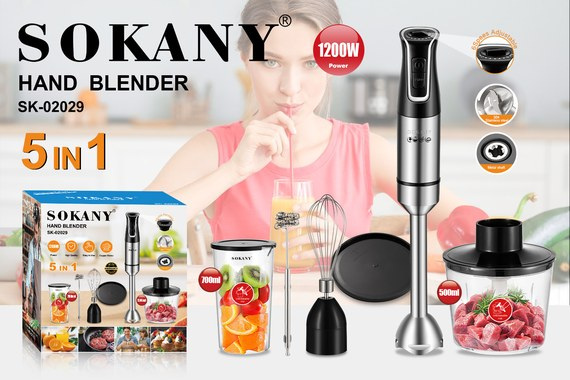 SOKANY®
HAND BLENDER
SK-02029
5 IN 1
1200W
Power
SOKANY
HAND BLENDER
SK-02029
5 IN 1
SOKANY
700ml
500ml